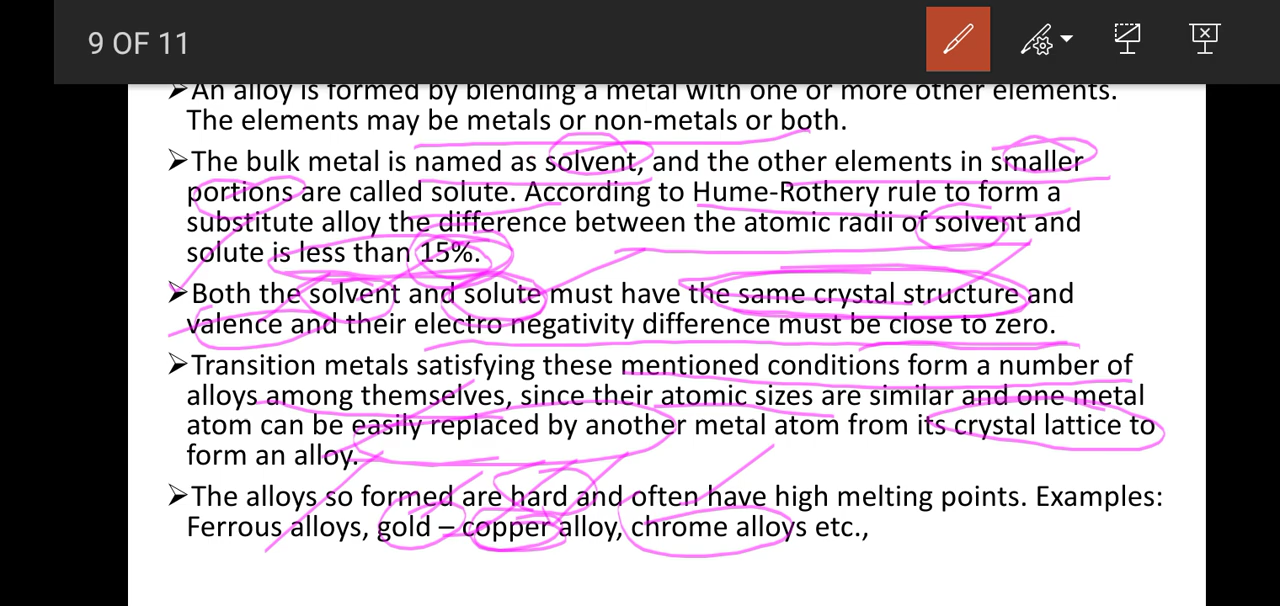 9 OF 11
➢An alloy is formed by blending a metal with one or more other elements.
The elements may be metals or non-metals or both.
➢The bulk metal is named as solvent, and the other elements in smaller
portions are called solute. According to Hume-Rothery rule to form a
substitute alloy the difference between the atomic radii of solvent and
solute is less than 15%.
➢Both the solvent and solute must have the same crystal structure and
valence and their electro negativity difference must be close to zero.
➢Transition metals satisfying these mentioned conditions form a number of
alloys among themselves, since their atomic sizes are similar and one metal
atom can be easily replaced by another metal atom from its crystal lattice to
form an alloy.
➢The alloys so formed are hard and often have high melting points. Examples:
Ferrous alloys, gold – copper alloy, chrome alloys etc.,